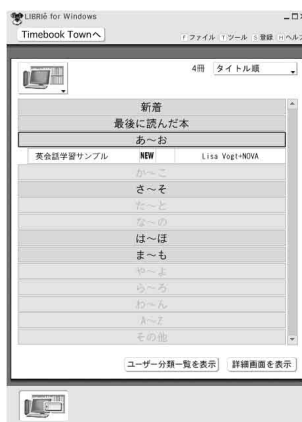 LIBRIé for Windows
Timebook Townへ
F ファイル T ツール S 登録 H ヘルプ
4冊 タイトル順
新着
最後に読んだ本
あ～お
英会話学習サンプル NEW Lisa Vogt+NOVA
か～こ
さ～そ
た～と
な～の
は～ほ
ま～も
や～よ
ら～ろ
わ～ん
A～Z
その他
ユーザー分類一覧を表示 詳細画面を表示